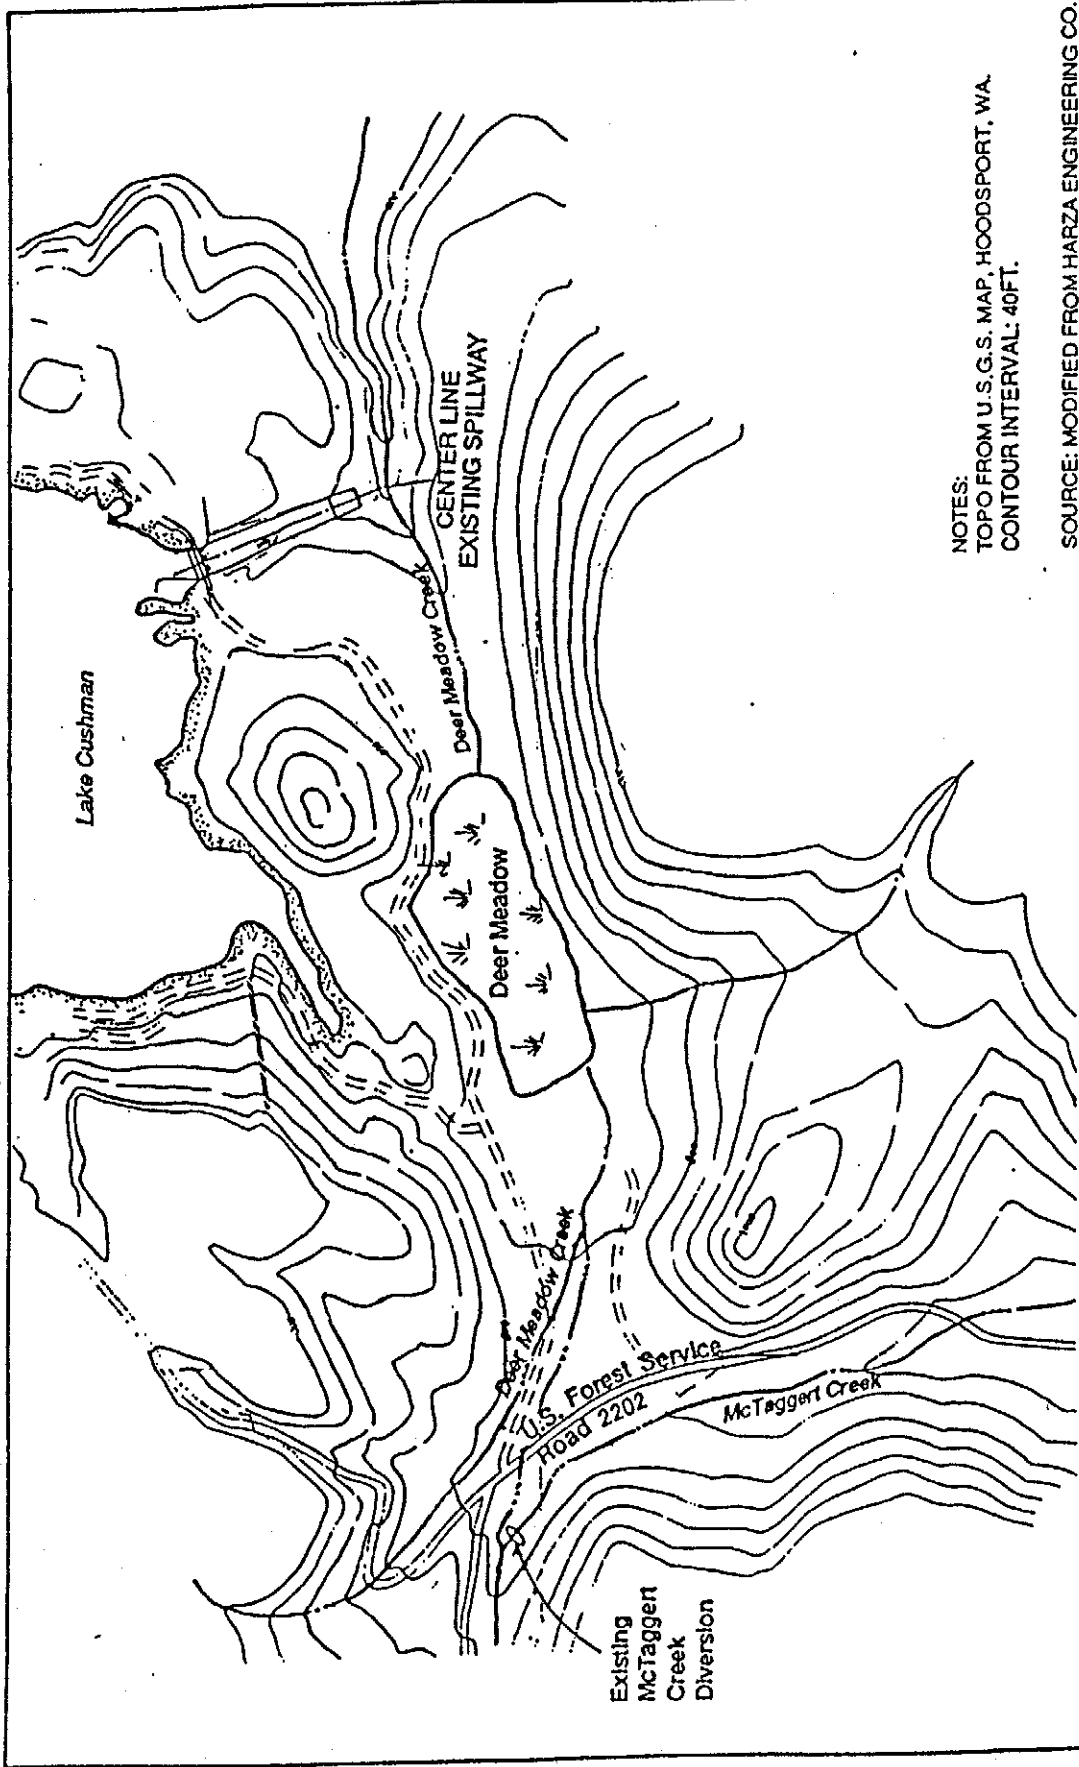 Lake Cushman
CENTER LINE
EXISTING SPILLWAY
Deer Meadow Creek
Deer Meadow
Deer Meadow Creek
U.S. Forest Service
Road 2202
McTaggert Creek
Existing
McTaggert
Creek
Diversion
NOTES:
TOPO FROM U.S.G.S. MAP, HOODSPORT, WA.
CONTOUR INTERVAL: 40FT.
SOURCE: MODIFIED FROM HARZA ENGINEERING CO.